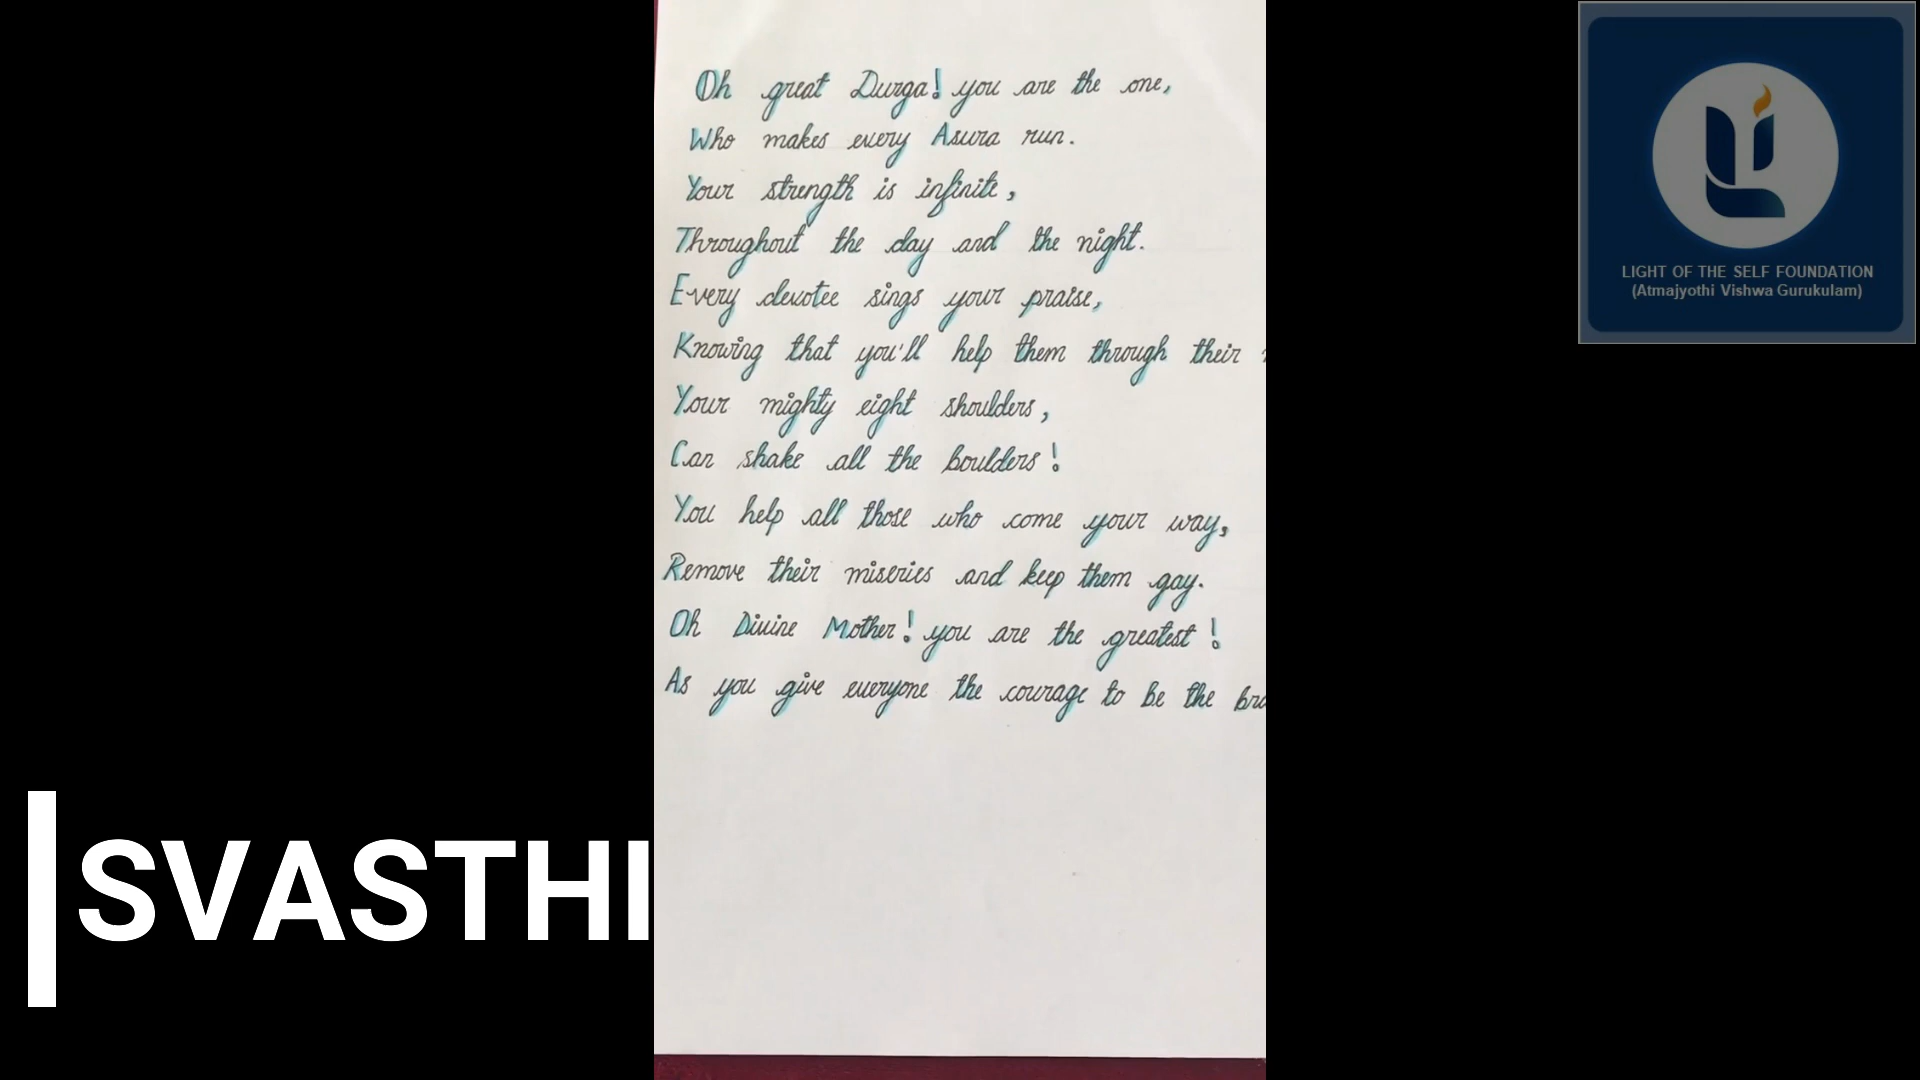 Oh great Durga! you are the one,
Who makes every Asura run.
Your strength is infinite,
Throughout the day and the night.
Every devotee sings your praise,
Knowing that you'll help them through their
Your mighty eight shoulders,
Can shake all the boulders!
You help all those who come your way,
Remove their miseries and keep them gay.
Oh Divine Mother! you are the greatest!
As you give everyone the courage to be the
SVASTHI
LIGHT OF THE SELF FOUNDATION
(Atmajyothi Vishwa Gurukulam)